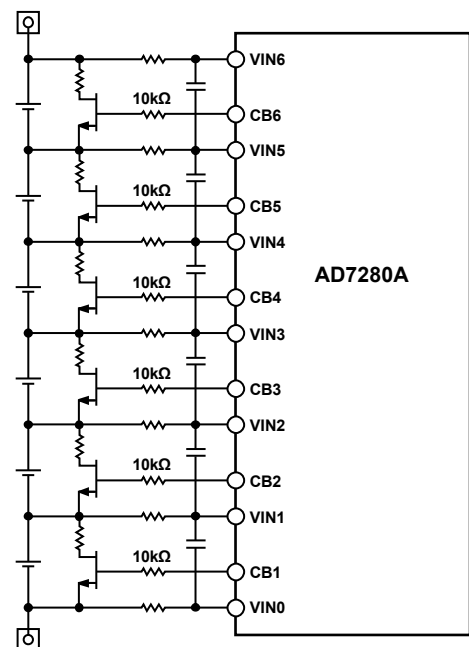 VIN6
10kΩ
CB6
VIN5
10kΩ
CB5
VIN4
AD7280A
10kΩ
CB4
VIN3
10kΩ
CB3
VIN2
10kΩ
CB2
VIN1
10kΩ
CB1
VIN0